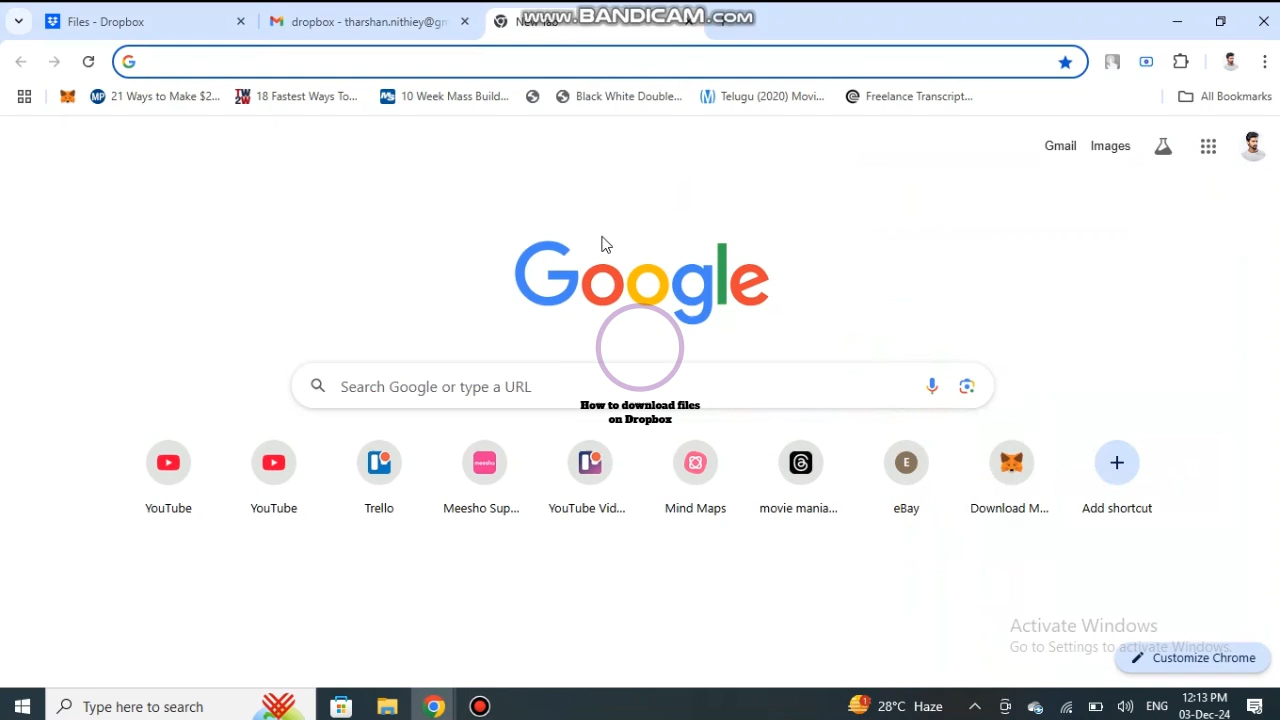 Files - Dropbox
dropbox - tharshan.nithiey@gm
www.BANDICAM.com
MP 21 Ways to Make $2...
18 Fastest Ways To...
10 Week Mass Build...
Black White Double...
Telugu (2020) Movi...
Freelance Transcript...
All Bookmarks
Gmail
Images
Google
Search Google or type a URL
How to download files
on Dropbox
meesho
E
YouTube
YouTube
Trello
Meesho Sup...
YouTube Vid...
Mind Maps
movie mania...
eBay
Download M...
Add shortcut
Activate Windows
Go to Settings to activate Windows.
Customize Chrome
Type here to search
28°C Haze
ENG
12:13 PM
03-Dec-24